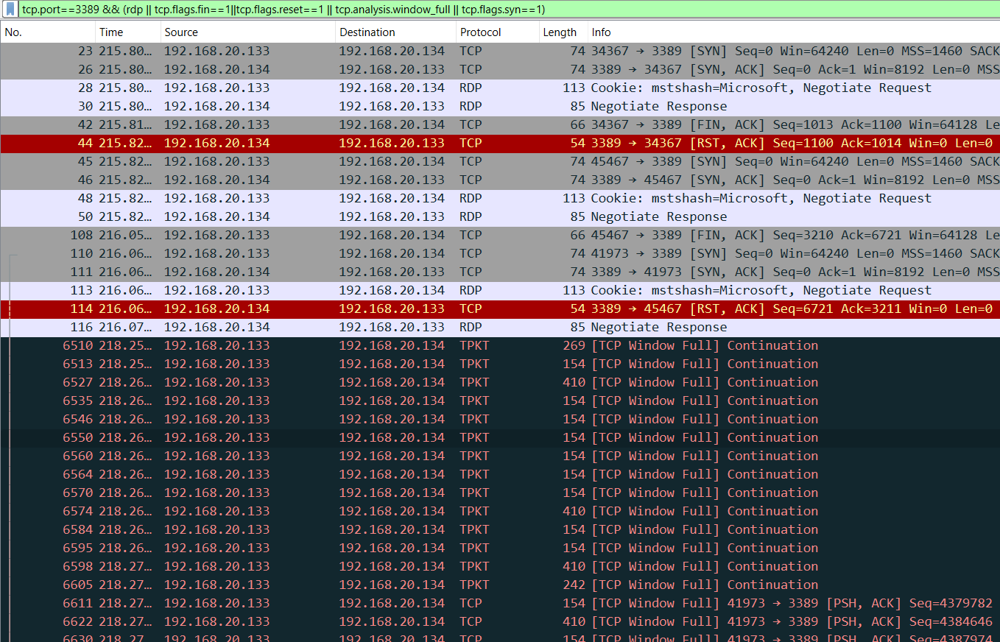 tcp.port==3389 && (rdp || tcp.flags.fin==1||tcp.flags.reset==1 || tcp.analysis.window_full || tcp.flags.syn==1)
No. Time Source Destination Protocol Length Info
23 215.80… 192.168.20.133 192.168.20.134 TCP 74 34367 → 3389 [SYN] Seq=0 Win=64240 Len=0 MSS=1460 SACK
26 215.80… 192.168.20.134 192.168.20.133 TCP 74 3389 → 34367 [SYN, ACK] Seq=0 Ack=1 Win=8192 Len=0 MSS
28 215.80… 192.168.20.133 192.168.20.134 RDP 113 Cookie: mstshash=Microsoft, Negotiate Request
30 215.80… 192.168.20.134 192.168.20.133 RDP 85 Negotiate Response
42 215.81… 192.168.20.133 192.168.20.134 TCP 66 34367 → 3389 [FIN, ACK] Seq=1013 Ack=1100 Win=64128 Le
44 215.82… 192.168.20.134 192.168.20.133 TCP 54 3389 → 34367 [RST, ACK] Seq=1100 Ack=1014 Win=0 Len=0
45 215.82… 192.168.20.133 192.168.20.134 TCP 74 45467 → 3389 [SYN] Seq=0 Win=64240 Len=0 MSS=1460 SACK
46 215.82… 192.168.20.134 192.168.20.133 TCP 74 3389 → 45467 [SYN, ACK] Seq=0 Ack=1 Win=8192 Len=0 MSS
48 215.82… 192.168.20.133 192.168.20.134 RDP 113 Cookie: mstshash=Microsoft, Negotiate Request
50 215.82… 192.168.20.134 192.168.20.133 RDP 85 Negotiate Response
108 216.05… 192.168.20.133 192.168.20.134 TCP 66 45467 → 3389 [FIN, ACK] Seq=3210 Ack=6721 Win=64128 Le
110 216.06… 192.168.20.133 192.168.20.134 TCP 74 41973 → 3389 [SYN] Seq=0 Win=64240 Len=0 MSS=1460 SACK
111 216.06… 192.168.20.134 192.168.20.133 TCP 74 3389 → 41973 [SYN, ACK] Seq=0 Ack=1 Win=8192 Len=0 MSS
113 216.06… 192.168.20.133 192.168.20.134 RDP 113 Cookie: mstshash=Microsoft, Negotiate Request
114 216.06… 192.168.20.134 192.168.20.133 TCP 54 3389 → 45467 [RST, ACK] Seq=6721 Ack=3211 Win=0 Len=0
116 216.07… 192.168.20.134 192.168.20.133 RDP 85 Negotiate Response
6510 218.25… 192.168.20.133 192.168.20.134 TPKT 269 [TCP Window Full] Continuation
6513 218.25… 192.168.20.133 192.168.20.134 TPKT 154 [TCP Window Full] Continuation
6527 218.26… 192.168.20.133 192.168.20.134 TPKT 410 [TCP Window Full] Continuation
6535 218.26… 192.168.20.133 192.168.20.134 TPKT 154 [TCP Window Full] Continuation
6546 218.26… 192.168.20.133 192.168.20.134 TPKT 154 [TCP Window Full] Continuation
6550 218.26… 192.168.20.133 192.168.20.134 TPKT 154 [TCP Window Full] Continuation
6560 218.26… 192.168.20.133 192.168.20.134 TPKT 154 [TCP Window Full] Continuation
6564 218.26… 192.168.20.133 192.168.20.134 TPKT 154 [TCP Window Full] Continuation
6570 218.26… 192.168.20.133 192.168.20.134 TPKT 154 [TCP Window Full] Continuation
6574 218.26… 192.168.20.133 192.168.20.134 TPKT 410 [TCP Window Full] Continuation
6584 218.26… 192.168.20.133 192.168.20.134 TPKT 154 [TCP Window Full] Continuation
6595 218.26… 192.168.20.133 192.168.20.134 TPKT 154 [TCP Window Full] Continuation
6598 218.27… 192.168.20.133 192.168.20.134 TPKT 410 [TCP Window Full] Continuation
6605 218.27… 192.168.20.133 192.168.20.134 TPKT 242 [TCP Window Full] Continuation
6611 218.27… 192.168.20.133 192.168.20.134 TCP 154 [TCP Window Full] 41973 → 3389 [PSH, ACK] Seq=4379782
6622 218.27… 192.168.20.133 192.168.20.134 TCP 410 [TCP Window Full] 41973 → 3389 [PSH, ACK] Seq=4384646
6630 218.27… 192.168.20.133 192.168.20.134 TCP 154 [TCP Window Full] 41973 → 3389 [PSH, ACK] Seq=4387974